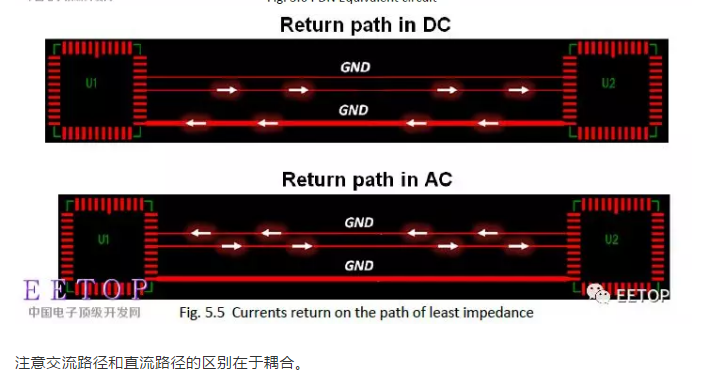 Return path in DC
U1
GND
GND
U2
Return path in AC
U1
GND
GND
U2
EETOP
中国电子顶级开发网
EETOP
Fig. 5.5 Currents return on the path of least impedance
注意交流路径和直流路径的区别在于耦合。